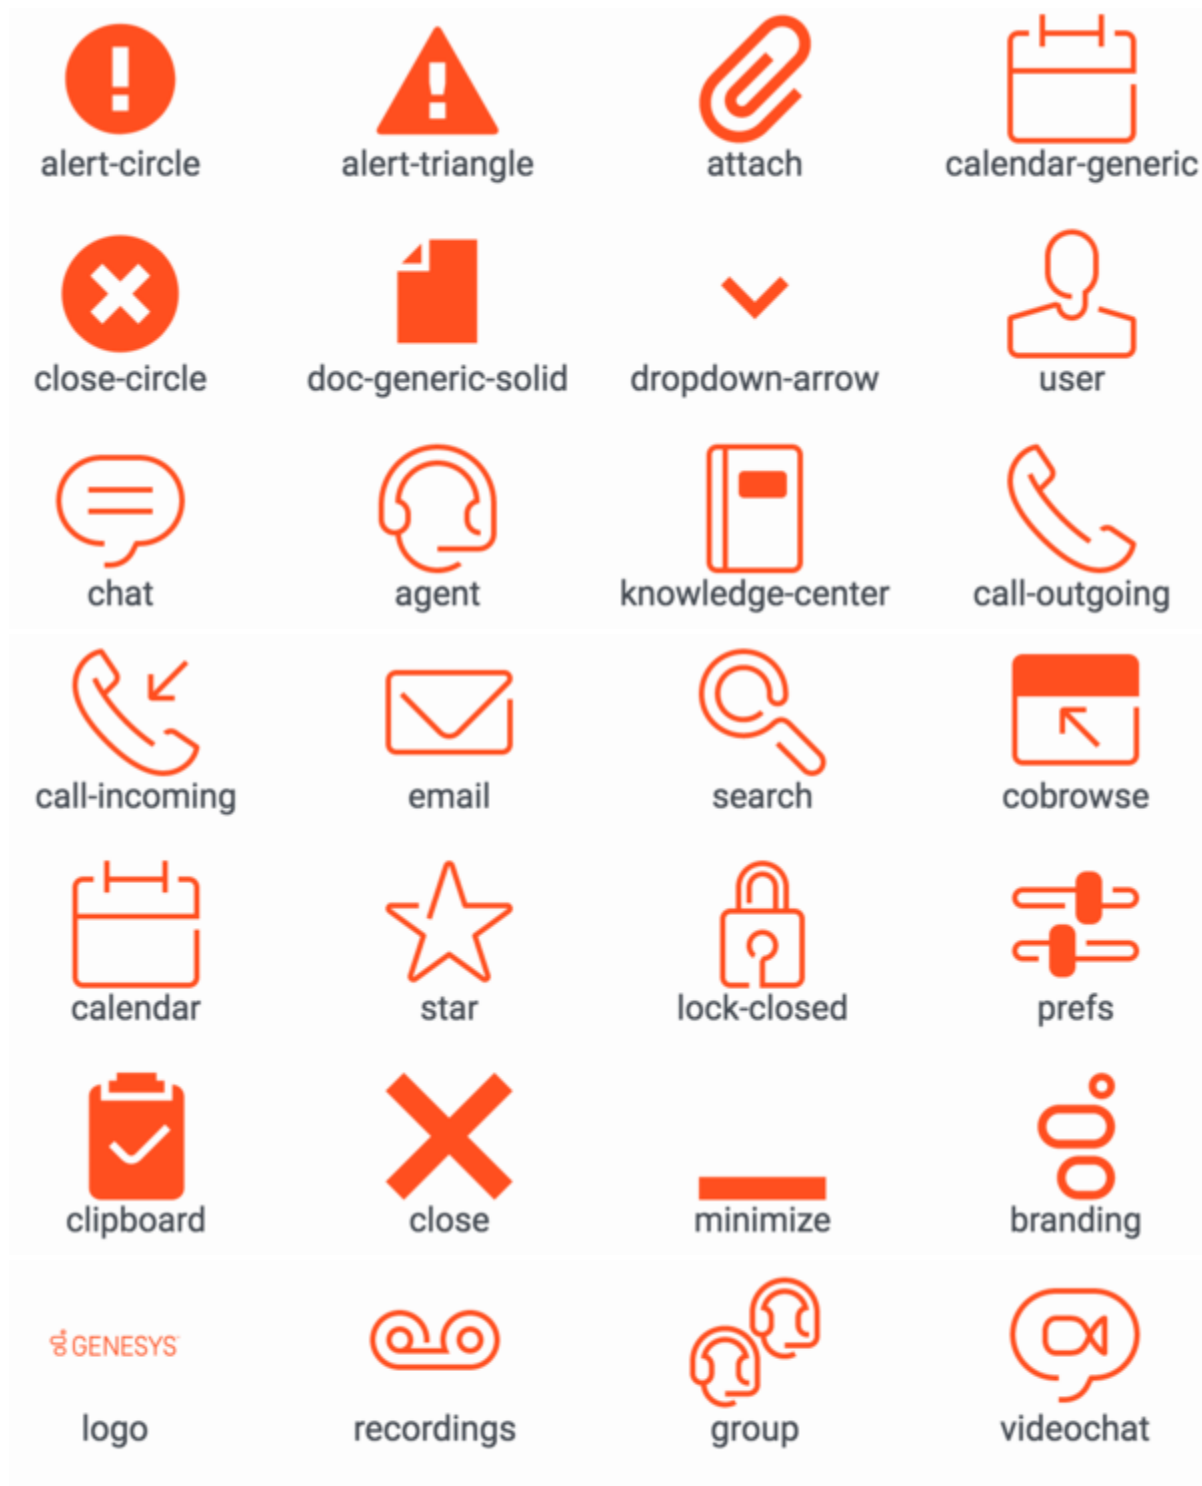 alert-circle
alert-triangle
attach
calendar-generic
close-circle
doc-generic-solid
dropdown-arrow
user
chat
agent
knowledge-center
call-outgoing
call-incoming
email
search
cobrowse
calendar
star
lock-closed
prefs
clipboard
close
minimize
branding
GENESYS
logo
recordings
group
videochat